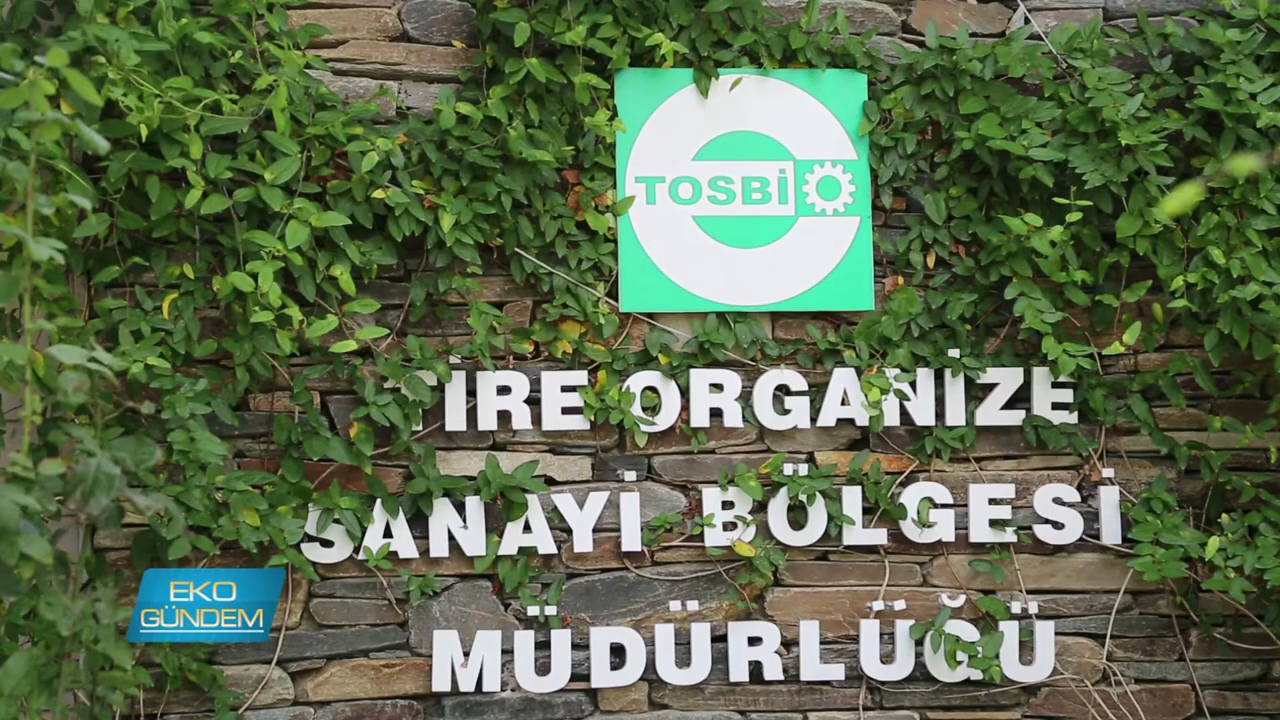 TOSBİ
TİRE ORGANİZE
SANAYİ BÖLGESİ
MÜDÜRLÜĞÜ
EKO
GÜNDEM